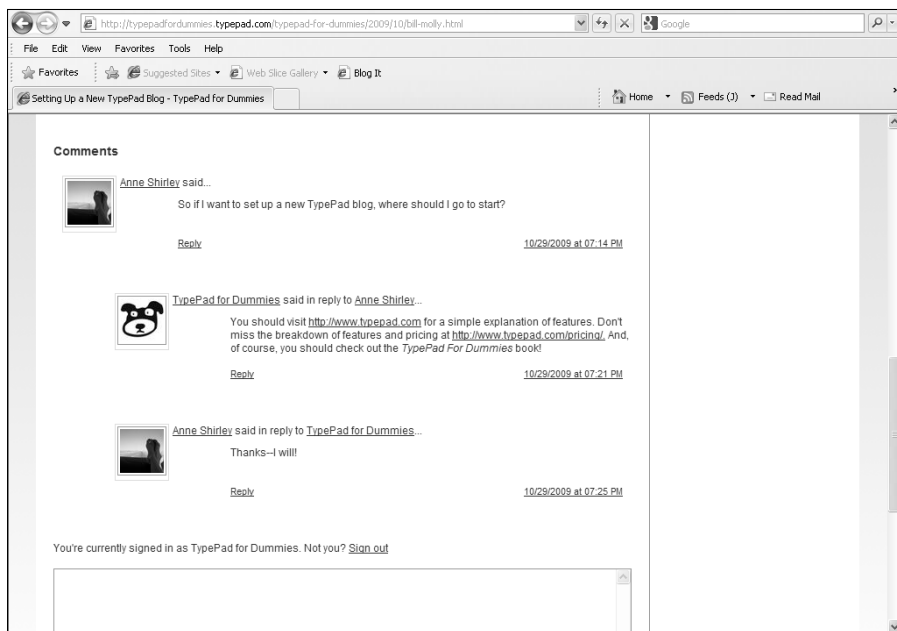 http://typepadfordummies.typepad.com/typepad-for-dummies/2009/10/bill-molly.html
Google
File Edit View Favorites Tools Help
Favorites Suggested Sites Web Slice Gallery Blog It
Setting Up a New TypePad Blog - TypePad for Dummies
Home Feeds (J) Read Mail
Comments
Anne Shirley said...
So if I want to set up a new TypePad blog, where should I go to start?
Reply 10/29/2009 at 07:14 PM
TypePad for Dummies said in reply to Anne Shirley...
You should visit http://www.typepad.com for a simple explanation of features. Don't
miss the breakdown of features and pricing at http://www.typepad.com/pricing/. And,
of course, you should check out the TypePad For Dummies book!
Reply 10/29/2009 at 07:21 PM
Anne Shirley said in reply to TypePad for Dummies...
Thanks--I will!
Reply 10/29/2009 at 07:25 PM
You're currently signed in as TypePad for Dummies. Not you? Sign out